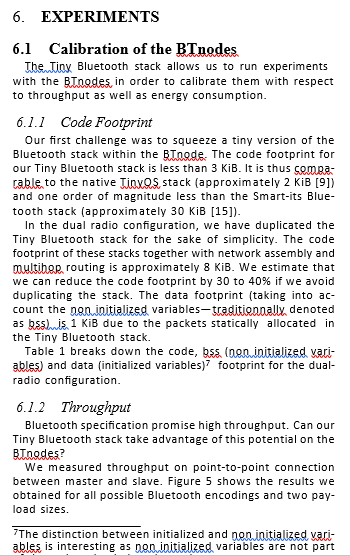 6. EXPERIMENTS
6.1 Calibration of the BTnodes
The Tiny Bluetooth stack allows us to run experiments
with the BTnodes in order to calibrate them with respect
to throughput as well as energy consumption.
6.1.1 Code Footprint
Our first challenge was to squeeze a tiny version of the
Bluetooth stack within the BTnode. The code footprint for
our Tiny Bluetooth stack is less than 3 KiB. It is thus compa-
rable to the native TinyOS stack (approximately 2 KiB [9])
and one order of magnitude less than the Smart-its Blue-
tooth stack (approximately 30 KiB [15]).
In the dual radio configuration, we have duplicated the
Tiny Bluetooth stack for the sake of simplicity. The code
footprint of these stacks together with network assembly and
multihop routing is approximately 8 KiB. We estimate that
we can reduce the code footprint by 30 to 40% if we avoid
duplicating the stack. The data footprint (taking into ac-
count the non initialized variables—traditionnally denoted
as bss) is 1 KiB due to the packets statically allocated in
the Tiny Bluetooth stack.
Table 1 breaks down the code, bss (non initialized vari-
ables) and data (initialized variables)7 footprint for the dual-
radio configuration.
6.1.2 Throughput
Bluetooth specification promise high throughput. Can our
Tiny Bluetooth stack take advantage of this potential on the
BTnodes?
We measured throughput on point-to-point connection
between master and slave. Figure 5 shows the results we
obtained for all possible Bluetooth encodings and two pay-
load sizes.
7The distinction between initialized and non initialized vari-
ables is interesting as non initialized variables are not part